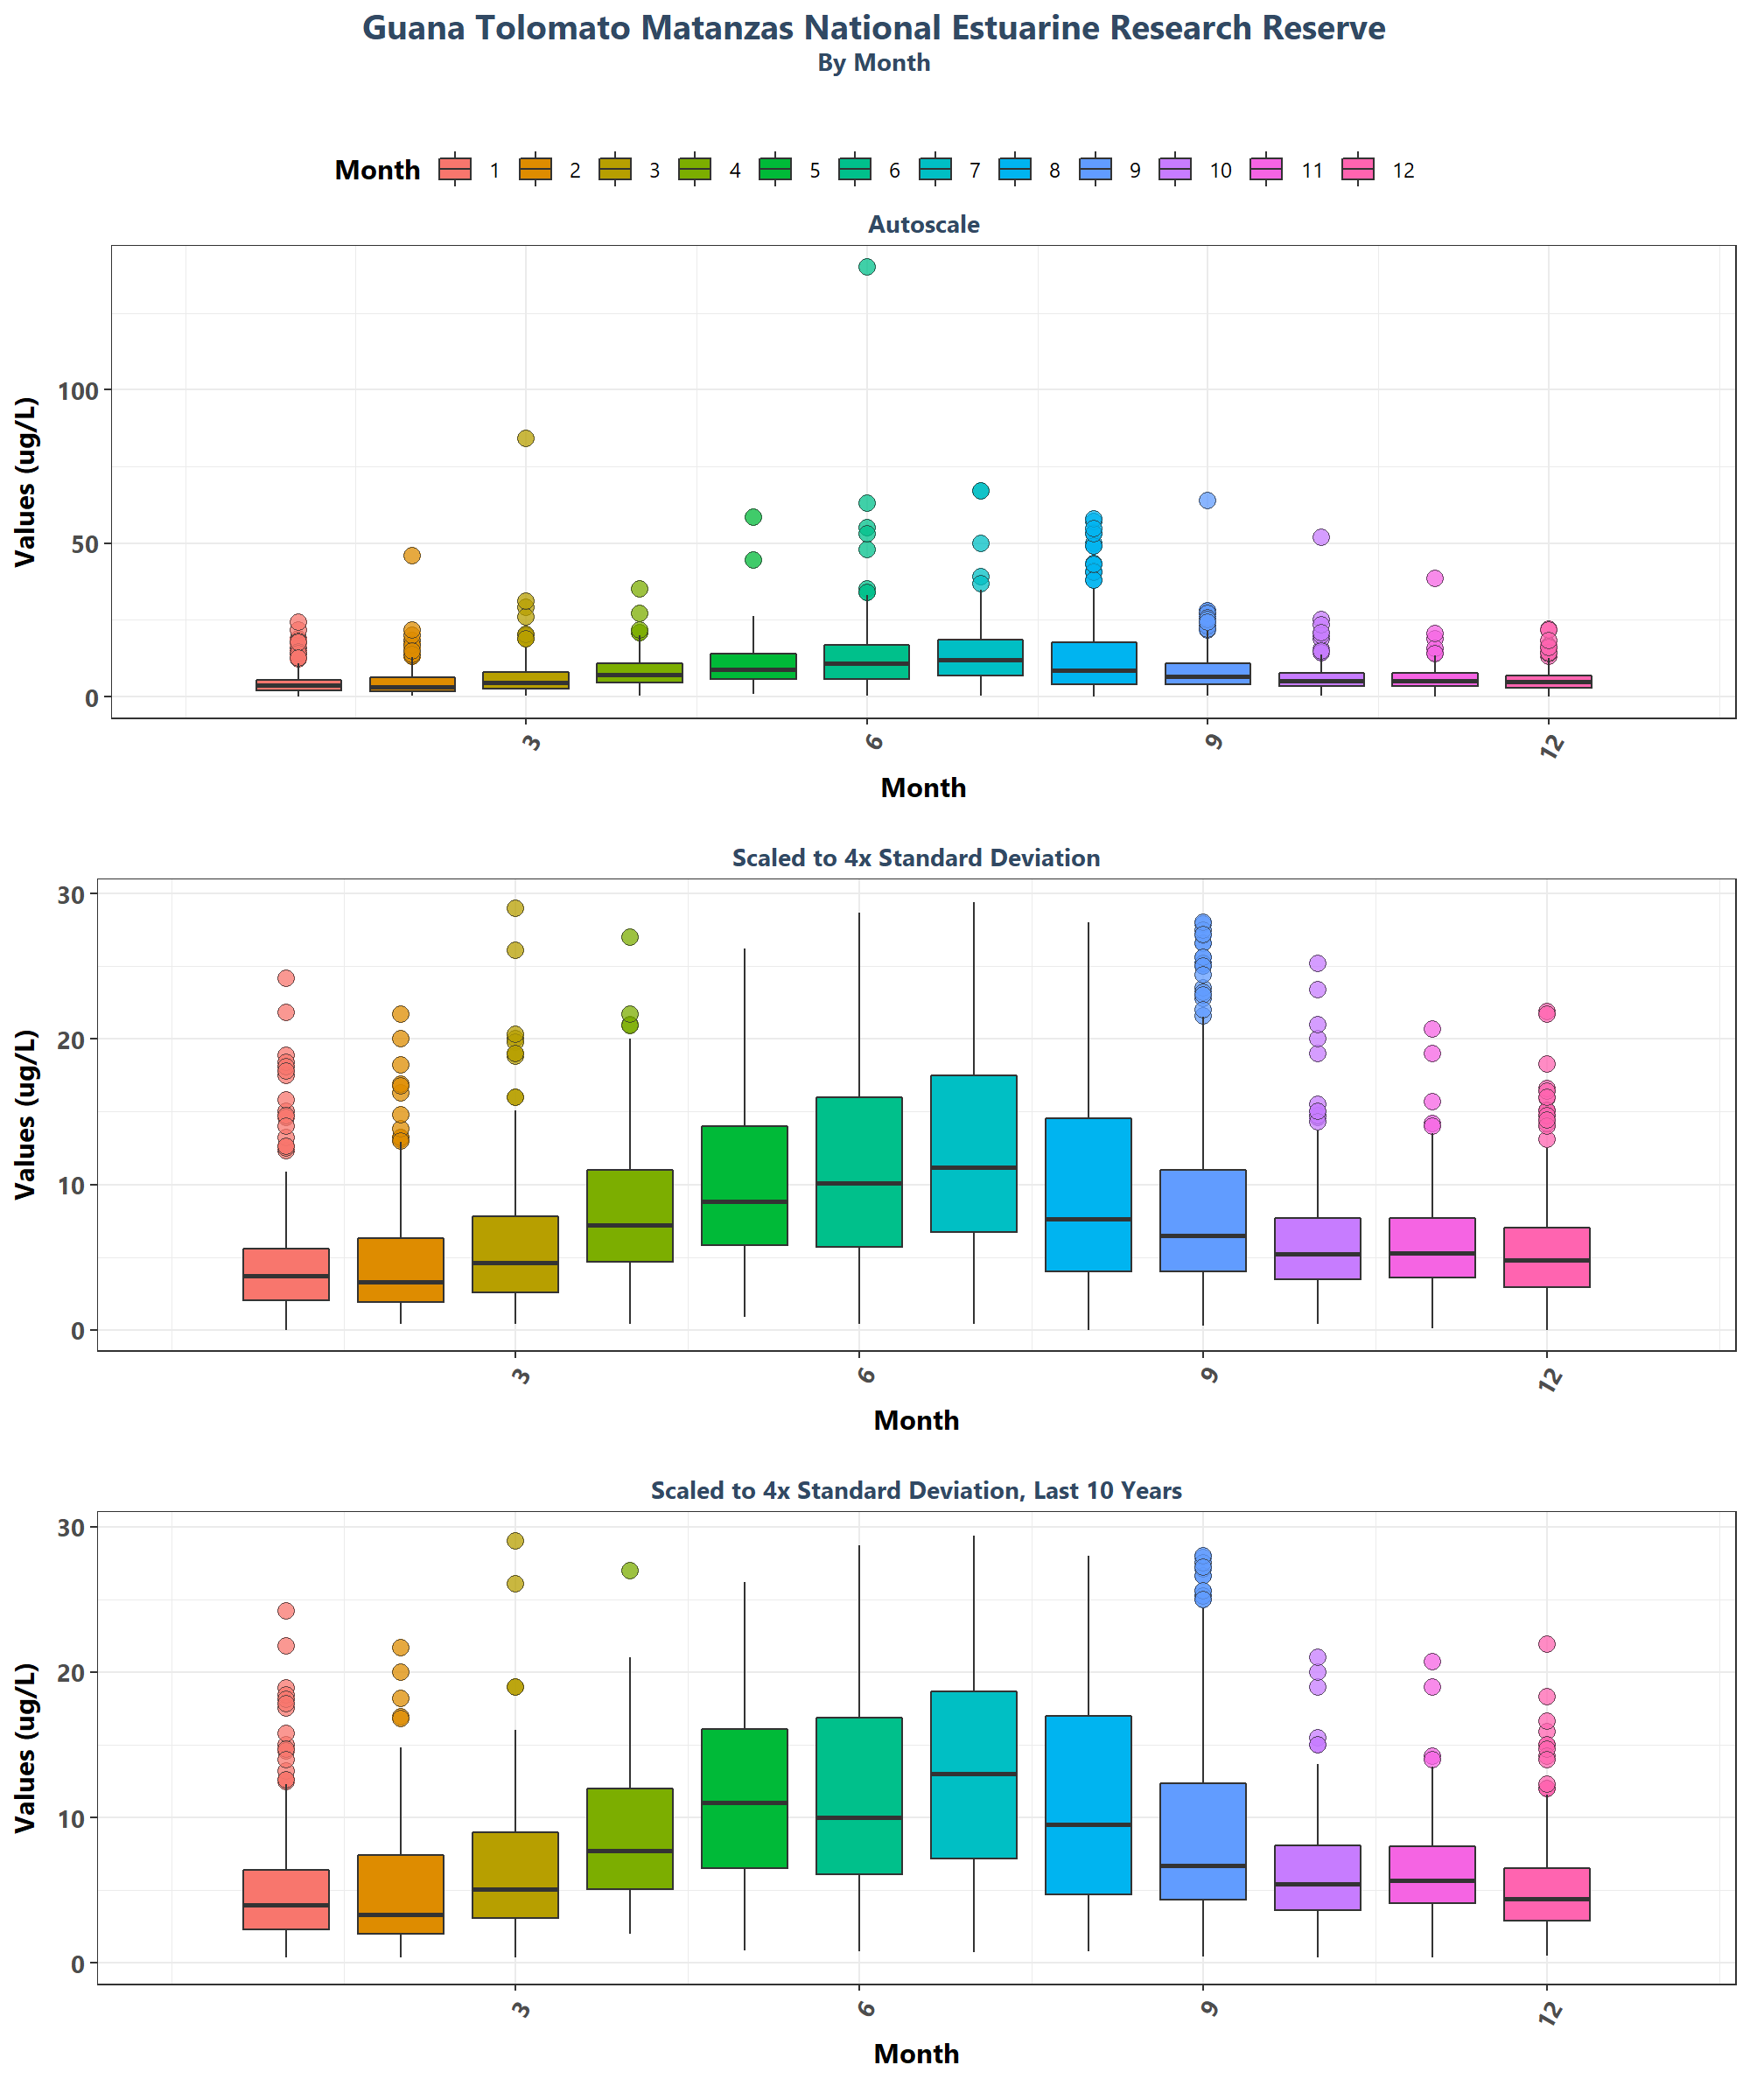 Guana Tolomato Matanzas National Estuarine Research Reserve
By Month
Month 1 2 3 4 5 6 7 8 9 10 11 12
Autoscale
Values (ug/L)
100
50
0
3 6 9 12
Month
Scaled to 4x Standard Deviation
Values (ug/L)
30
20
10
0
3 6 9 12
Month
Scaled to 4x Standard Deviation, Last 10 Years
Values (ug/L)
30
20
10
0
3 6 9 12
Month